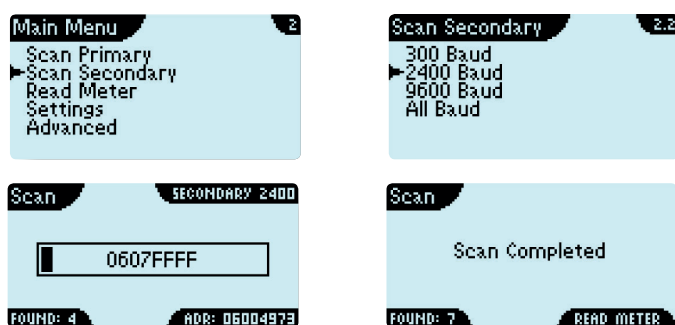 Main Menu 2
Scan Primary
Scan Secondary
Read Meter
Settings
Advanced
Scan Secondary 2.2
300 Baud
2400 Baud
9600 Baud
All Baud
Scan SECONDARY 2400
0607FFFF
FOUND: 4 ADR: 06004973
Scan
Scan Completed
FOUND: 7 READ METER